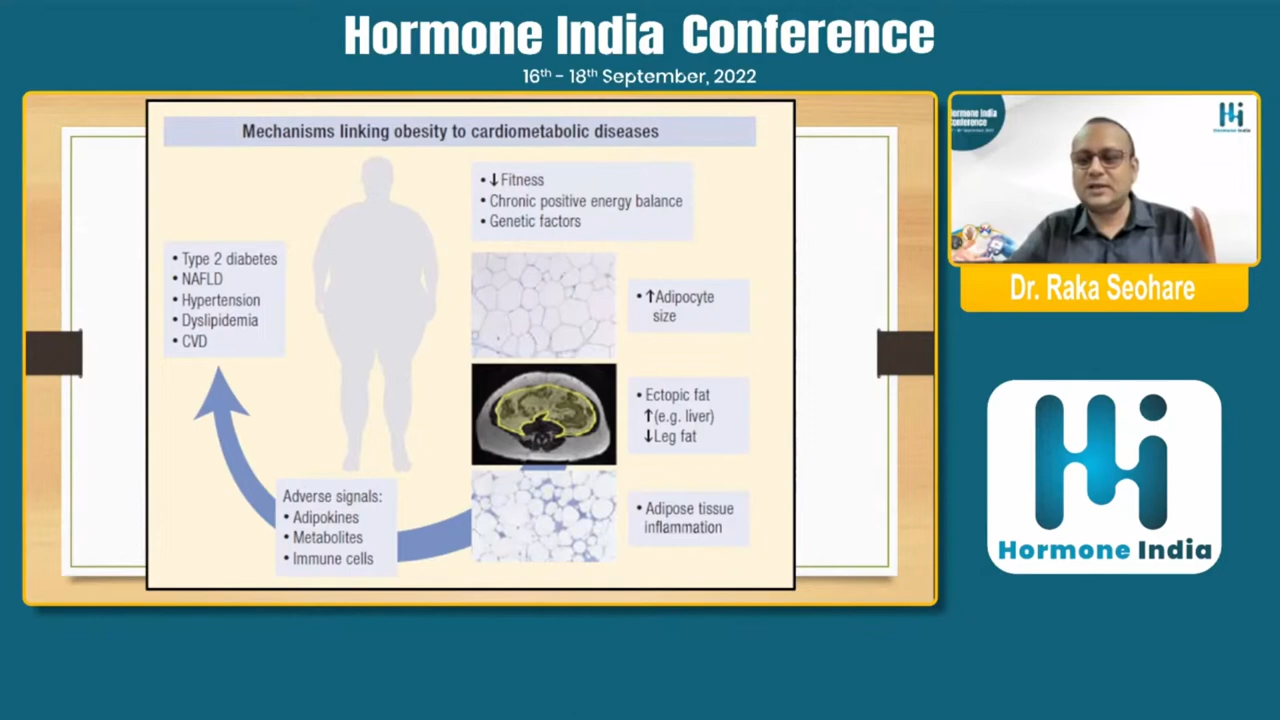 Hormone India Conference
16th - 18th September, 2022
Mechanisms linking obesity to cardiometabolic diseases
• ↓ Fitness
• Chronic positive energy balance
• Genetic factors
• Type 2 diabetes
• NAFLD
• Hypertension
• Dyslipidemia
• CVD
• ↑Adipocyte
size
• Ectopic fat
↑(e.g. liver)
↓Leg fat
Adverse signals:
• Adipokines
• Metabolites
• Immune cells
• Adipose tissue
inflammation
Hormone India
Dr. Raka Seohare
Hormone India